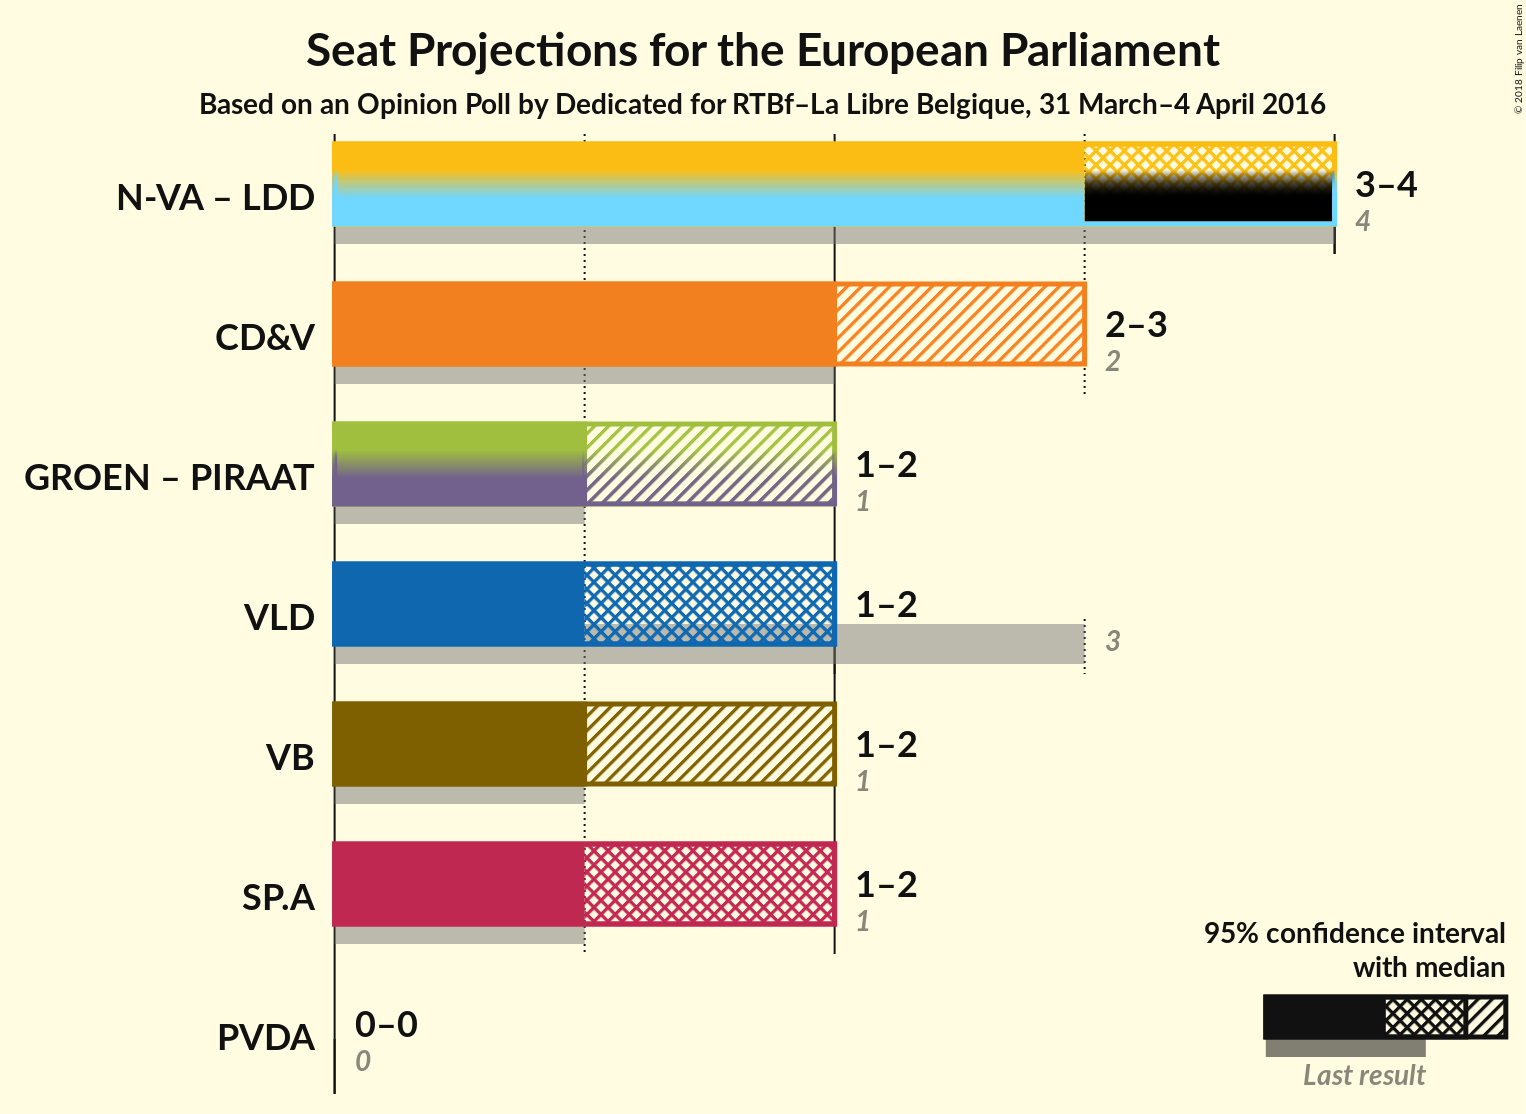 Seat Projections for the European Parliament
Based on an Opinion Poll by Dedicated for RTBf–La Libre Belgique, 31 March–4 April 2016
© 2018 Filip van Laenen
N-VA – LDD
3–4
4
CD&V
2–3
2
GROEN – PIRAAT
1–2
1
VLD
1–2
3
VB
1–2
1
SP.A
1–2
1
PVDA
0–0
0
95% confidence interval
with median
Last result